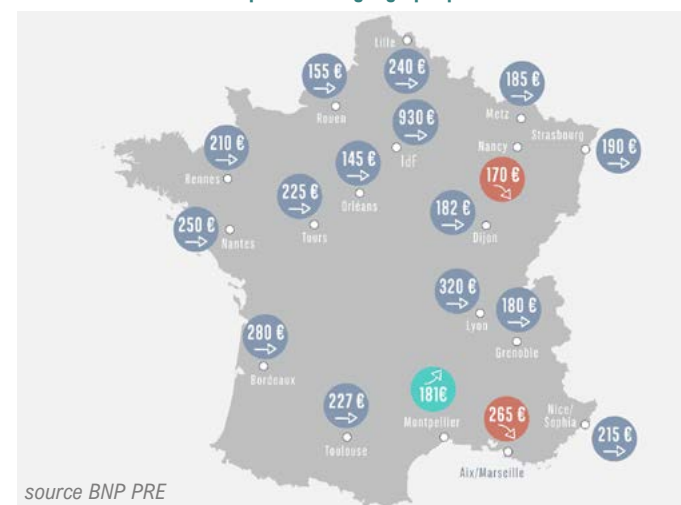 Lille
240 €
155 €
Rouen
185 €
Metz
930 €
IdF
Nancy
Strasbourg
190 €
210 €
Rennes
145 €
Orléans
170 €
225 €
Tours
182 €
Dijon
250 €
Nantes
320 €
Lyon
180 €
Grenoble
280 €
Bordeaux
181€
Montpellier
227 €
Toulouse
265 €
Aix/Marseille
Nice/
Sophia
215 €
source BNP PRE